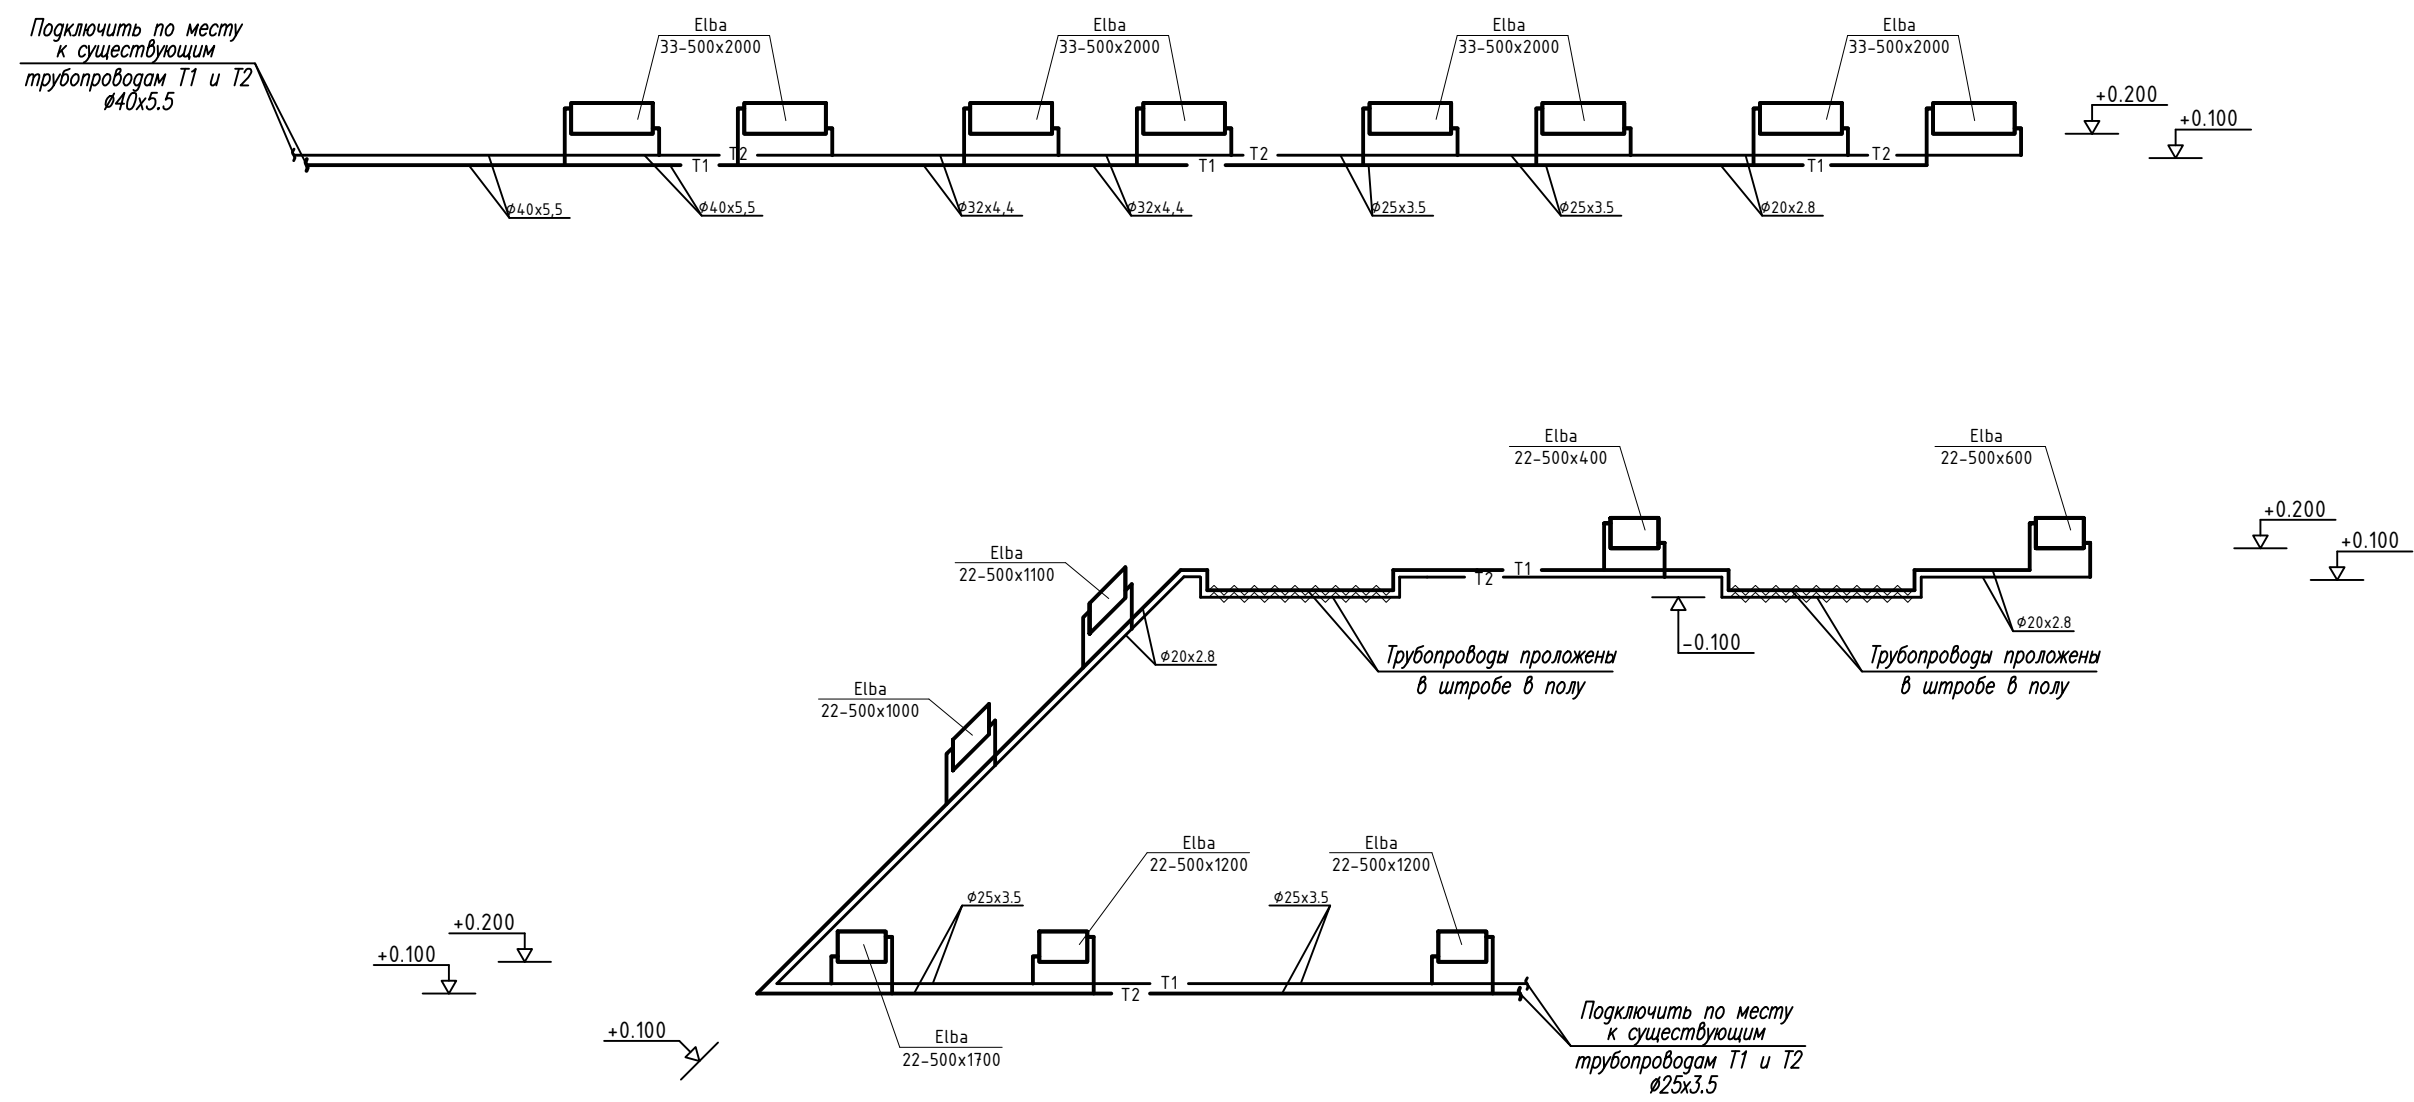 Подключить по месту
к существующим
трубопроводам Т1 и Т2
ø40х5.5
Elba
33-500x2000
Elba
33-500x2000
Elba
33-500x2000
Elba
33-500x2000
+0.200
+0.100
T2
T2
T2
T1
T1
T1
ø40x5,5
ø40x5,5
ø32x4,4
ø32x4,4
ø25x3.5
ø25x3.5
ø20x2.8
Elba
22-500x400
Elba
22-500x600
+0.200
+0.100
Elba
22-500x1100
T1
T2
ø20x2.8
-0.100
ø20x2.8
Трубопроводы проложены
в штробе в полу
Трубопроводы проложены
в штробе в полу
Elba
22-500x1000
Elba
22-500x1200
Elba
22-500x1200
ø25x3.5
ø25x3.5
+0.200
+0.100
T1
T2
+0.100
Elba
22-500x1700
Подключить по месту
к существующим
трубопроводам Т1 и Т2
ø25х3.5